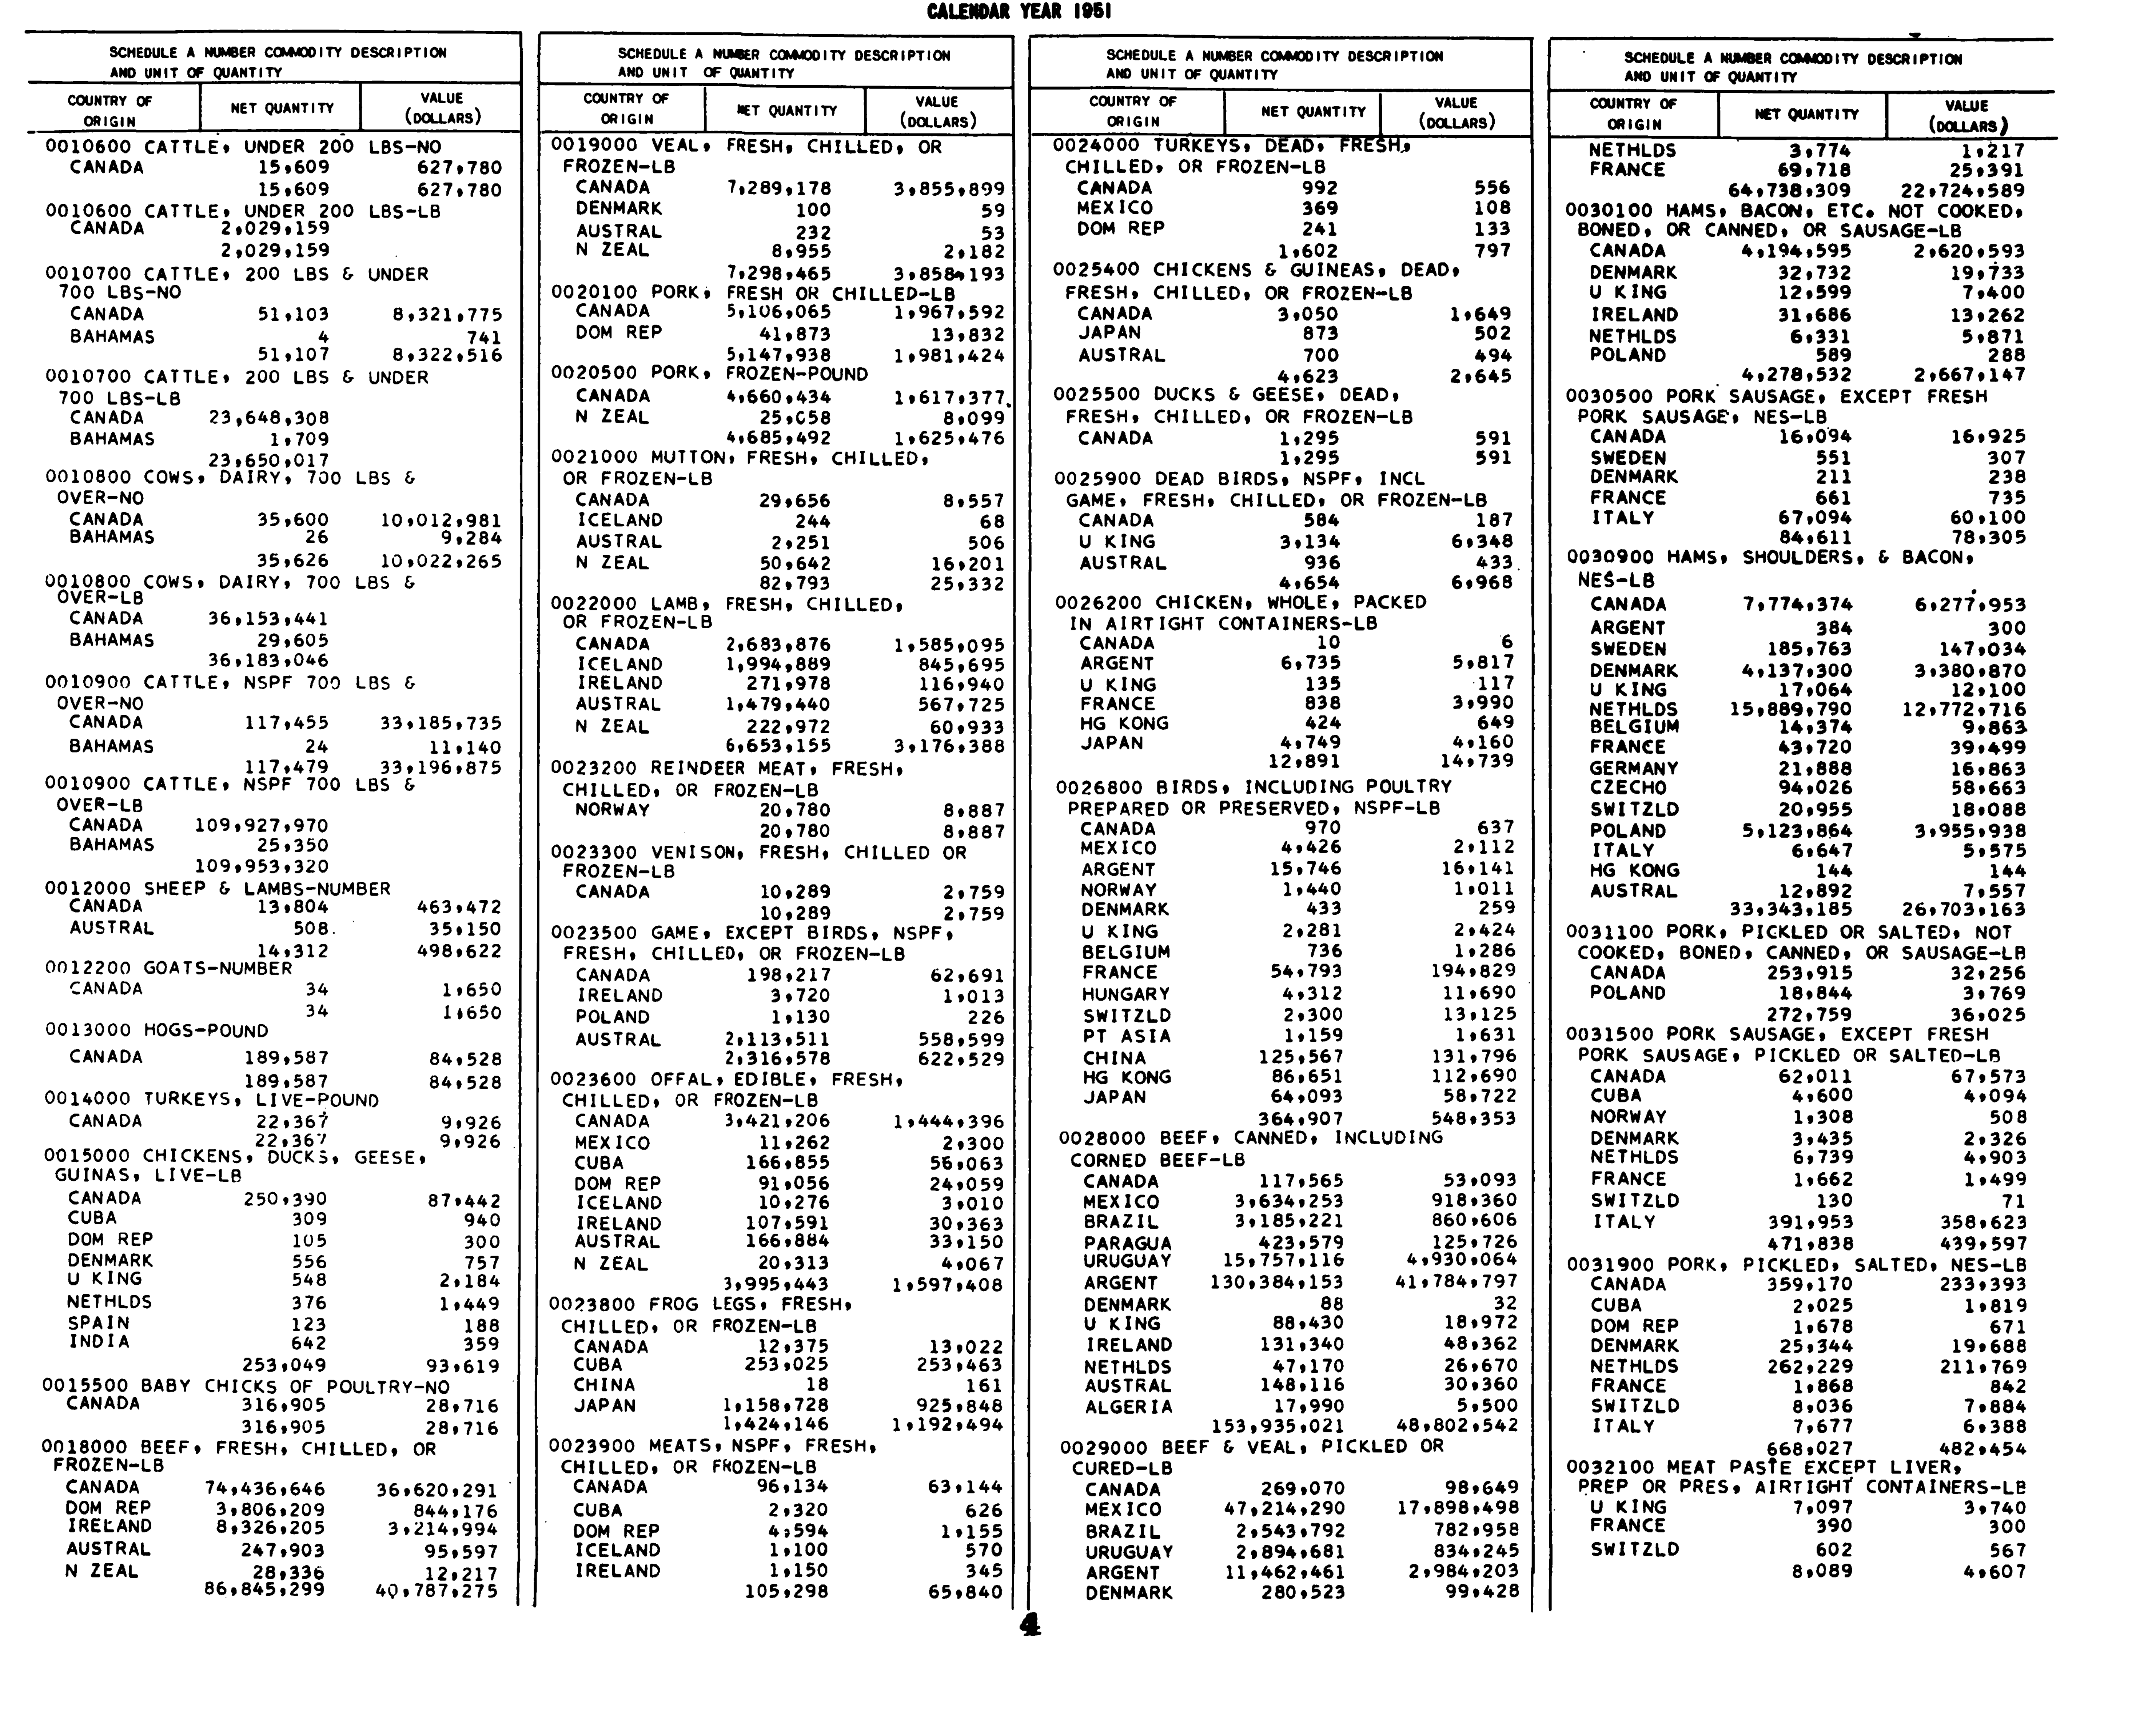 CALENDAR YEAR 1951
SCHEDULE A NUMBER COMMODITY DESCRIPTION
AND UNIT OF QUANTITY
COUNTRY OF ORIGIN NET QUANTITY VALUE (DOLLARS)
0010600 CATTLE, UNDER 200 LBS-NO
CANADA 15,609 627,780
15,609 627,780
0010600 CATTLE, UNDER 200 LBS-LB
CANADA 2,029,159
2,029,159
0010700 CATTLE, 200 LBS & UNDER
700 LBS-NO
CANADA 51,103 8,321,775
BAHAMAS 4 741
51,107 8,322,516
0010700 CATTLE, 200 LBS & UNDER
700 LBS-LB
CANADA 23,648,308
BAHAMAS 1,709
23,650,017
0010800 COWS, DAIRY, 700 LBS &
OVER-NO
CANADA 35,600 10,012,981
BAHAMAS 26 9,284
35,626 10,022,265
0010800 COWS, DAIRY, 700 LBS &
OVER-LB
CANADA 36,153,441
BAHAMAS 29,605
36,183,046
0010900 CATTLE, NSPF 700 LBS &
OVER-NO
CANADA 117,455 33,185,735
BAHAMAS 24 11,140
117,479 33,196,875
0010900 CATTLE, NSPF 700 LBS &
OVER-LB
CANADA 109,927,970
BAHAMAS 25,350
109,953,320
0012000 SHEEP & LAMBS-NUMBER
CANADA 13,804 463,472
AUSTRAL 508 35,150
14,312 498,622
0012200 GOATS-NUMBER
CANADA 34 1,650
34 1,650
0013000 HOGS-POUND
CANADA 189,587 84,528
189,587 84,528
0014000 TURKEYS, LIVE-POUND
CANADA 22,367 9,926
22,367 9,926
0015000 CHICKENS, DUCKS, GEESE,
GUINAS, LIVE-LB
CANADA 250,390 87,442
CUBA 309 940
DOM REP 105 300
DENMARK 556 757
U KING 548 2,184
NETHLDS 376 1,449
SPAIN 123 188
INDIA 642 359
253,049 93,619
0015500 BABY CHICKS OF POULTRY-NO
CANADA 316,905 28,716
316,905 28,716
0018000 BEEF, FRESH, CHILLED, OR
FROZEN-LB
CANADA 74,436,646 36,620,291
DOM REP 3,806,209 844,176
IRELAND 8,326,205 3,214,994
AUSTRAL 247,903 95,597
N ZEAL 28,336 12,217
86,845,299 40,787,275
SCHEDULE A NUMBER COMMODITY DESCRIPTION
AND UNIT OF QUANTITY
COUNTRY OF ORIGIN NET QUANTITY VALUE (DOLLARS)
0019000 VEAL, FRESH, CHILLED, OR
FROZEN-LB
CANADA 7,289,178 3,855,899
DENMARK 100 59
AUSTRAL 232 53
N ZEAL 8,955 2,182
7,298,465 3,858,193
0020100 PORK, FRESH OR CHILLED-LB
CANADA 5,106,065 1,967,592
DOM REP 41,873 13,832
5,147,938 1,981,424
0020500 PORK, FROZEN-POUND
CANADA 4,660,434 1,617,377
N ZEAL 25,058 8,099
4,685,492 1,625,476
0021000 MUTTON, FRESH, CHILLED,
OR FROZEN-LB
CANADA 29,656 8,557
ICELAND 244 68
AUSTRAL 2,251 506
N ZEAL 50,642 16,201
82,793 25,332
0022000 LAMB, FRESH, CHILLED,
OR FROZEN-LB
CANADA 2,683,876 1,585,095
ICELAND 1,994,889 845,695
IRELAND 271,978 116,940
AUSTRAL 1,479,440 567,725
N ZEAL 222,972 60,933
6,653,155 3,176,388
0023200 REINDEER MEAT, FRESH,
CHILLED, OR FROZEN-LB
NORWAY 20,780 8,887
20,780 8,887
0023300 VENISON, FRESH, CHILLED OR
FROZEN-LB
CANADA 10,289 2,759
10,289 2,759
0023500 GAME, EXCEPT BIRDS, NSPF,
FRESH, CHILLED, OR FROZEN-LB
CANADA 198,217 62,691
IRELAND 3,720 1,013
POLAND 1,130 226
AUSTRAL 2,113,511 558,599
2,316,578 622,529
0023600 OFFAL, EDIBLE, FRESH,
CHILLED, OR FROZEN-LB
CANADA 3,421,206 1,444,396
MEXICO 11,262 2,300
CUBA 166,855 56,063
DOM REP 91,056 24,059
ICELAND 10,276 3,010
IRELAND 107,591 30,363
AUSTRAL 166,884 33,150
N ZEAL 20,313 4,067
3,995,443 1,597,408
0023800 FROG LEGS, FRESH,
CHILLED, OR FROZEN-LB
CANADA 12,375 13,022
CUBA 253,025 253,463
CHINA 18 161
JAPAN 1,158,728 925,848
1,424,146 1,192,494
0023900 MEATS, NSPF, FRESH,
CHILLED, OR FROZEN-LB
CANADA 96,134 63,144
CUBA 2,320 626
DOM REP 4,594 1,155
ICELAND 1,100 570
IRELAND 1,150 345
105,298 65,840
SCHEDULE A NUMBER COMMODITY DESCRIPTION
AND UNIT OF QUANTITY
COUNTRY OF ORIGIN NET QUANTITY VALUE (DOLLARS)
0024000 TURKEYS, DEAD, FRESH,
CHILLED, OR FROZEN-LB
CANADA 992 556
MEXICO 369 108
DOM REP 241 133
1,602 797
0025400 CHICKENS & GUINEAS, DEAD,
FRESH, CHILLED, OR FROZEN-LB
CANADA 3,050 1,649
JAPAN 873 502
AUSTRAL 700 494
4,623 2,645
0025500 DUCKS & GEESE, DEAD,
FRESH, CHILLED, OR FROZEN-LB
CANADA 1,295 591
1,295 591
0025900 DEAD BIRDS, NSPF, INCL
GAME, FRESH, CHILLED, OR FROZEN-LB
CANADA 584 187
U KING 3,134 6,348
AUSTRAL 936 433
4,654 6,968
0026200 CHICKEN, WHOLE, PACKED
IN AIRTIGHT CONTAINERS-LB
CANADA 10 6
ARGENT 6,735 5,817
U KING 135 117
FRANCE 838 3,990
HG KONG 424 649
JAPAN 4,749 4,160
12,891 14,739
0026800 BIRDS, INCLUDING POULTRY
PREPARED OR PRESERVED, NSPF-LB
CANADA 970 637
MEXICO 4,426 2,112
ARGENT 15,746 16,141
NORWAY 1,440 1,011
DENMARK 433 259
U KING 2,281 2,424
BELGIUM 736 1,286
FRANCE 54,793 194,829
HUNGARY 4,312 11,690
SWITZLD 2,300 13,125
PT ASIA 1,159 1,631
CHINA 125,567 131,796
HG KONG 86,651 112,690
JAPAN 64,093 58,722
364,907 548,353
0028000 BEEF, CANNED, INCLUDING
CORNED BEEF-LB
CANADA 117,565 53,093
MEXICO 3,634,253 918,360
BRAZIL 3,185,221 860,606
PARAGUA 423,579 125,726
URUGUAY 15,757,116 4,930,064
ARGENT 130,384,153 41,784,797
DENMARK 88 32
U KING 88,430 18,972
IRELAND 131,340 48,362
NETHLDS 47,170 26,670
AUSTRAL 148,116 30,360
ALGERIA 17,990 5,500
153,935,021 48,802,542
0029000 BEEF & VEAL, PICKLED OR
CURED-LB
CANADA 269,070 98,649
MEXICO 47,214,290 17,898,498
BRAZIL 2,543,792 782,958
URUGUAY 2,894,681 834,245
ARGENT 11,462,461 2,984,203
DENMARK 280,523 99,428
SCHEDULE A NUMBER COMMODITY DESCRIPTION
AND UNIT OF QUANTITY
COUNTRY OF ORIGIN NET QUANTITY VALUE (DOLLARS)
NETHLDS 3,774 1,217
FRANCE 69,718 25,391
64,738,309 22,724,589
0030100 HAMS, BACON, ETC. NOT COOKED,
BONED, OR CANNED, OR SAUSAGE-LB
CANADA 4,194,595 2,620,593
DENMARK 32,732 19,733
U KING 12,599 7,400
IRELAND 31,686 13,262
NETHLDS 6,331 5,871
POLAND 589 288
4,278,532 2,667,147
0030500 PORK SAUSAGE, EXCEPT FRESH
PORK SAUSAGE, NES-LB
CANADA 16,094 16,925
SWEDEN 551 307
DENMARK 211 238
FRANCE 661 735
ITALY 67,094 60,100
84,611 78,305
0030900 HAMS, SHOULDERS, & BACON,
NES-LB
CANADA 7,774,374 6,277,953
ARGENT 384 300
SWEDEN 185,763 147,034
DENMARK 4,137,300 3,380,870
U KING 17,064 12,100
NETHLDS 15,889,790 12,772,716
BELGIUM 14,374 9,863
FRANCE 43,720 39,499
GERMANY 21,888 16,863
CZECHO 94,026 58,663
SWITZLD 20,955 18,088
POLAND 5,123,864 3,955,938
ITALY 6,647 5,575
HG KONG 144 144
AUSTRAL 12,892 7,557
33,343,185 26,703,163
0031100 PORK, PICKLED OR SALTED, NOT
COOKED, BONED, CANNED, OR SAUSAGE-LB
CANADA 253,915 32,256
POLAND 18,844 3,769
272,759 36,025
0031500 PORK SAUSAGE, EXCEPT FRESH
PORK SAUSAGE, PICKLED OR SALTED-LB
CANADA 62,011 67,573
CUBA 4,600 4,094
NORWAY 1,308 508
DENMARK 3,435 2,326
NETHLDS 6,739 4,903
FRANCE 1,662 1,499
SWITZLD 130 71
ITALY 391,953 358,623
471,838 439,597
0031900 PORK, PICKLED, SALTED, NES-LB
CANADA 359,170 233,393
CUBA 2,025 1,819
DOM REP 1,678 671
DENMARK 25,344 19,688
NETHLDS 262,229 211,769
FRANCE 1,868 842
SWITZLD 8,036 7,884
ITALY 7,677 6,388
668,027 482,454
0032100 MEAT PASTE EXCEPT LIVER,
PREP OR PRES, AIRTIGHT CONTAINERS-LB
U KING 7,097 3,740
FRANCE 390 300
SWITZLD 602 567
8,089 4,607
4